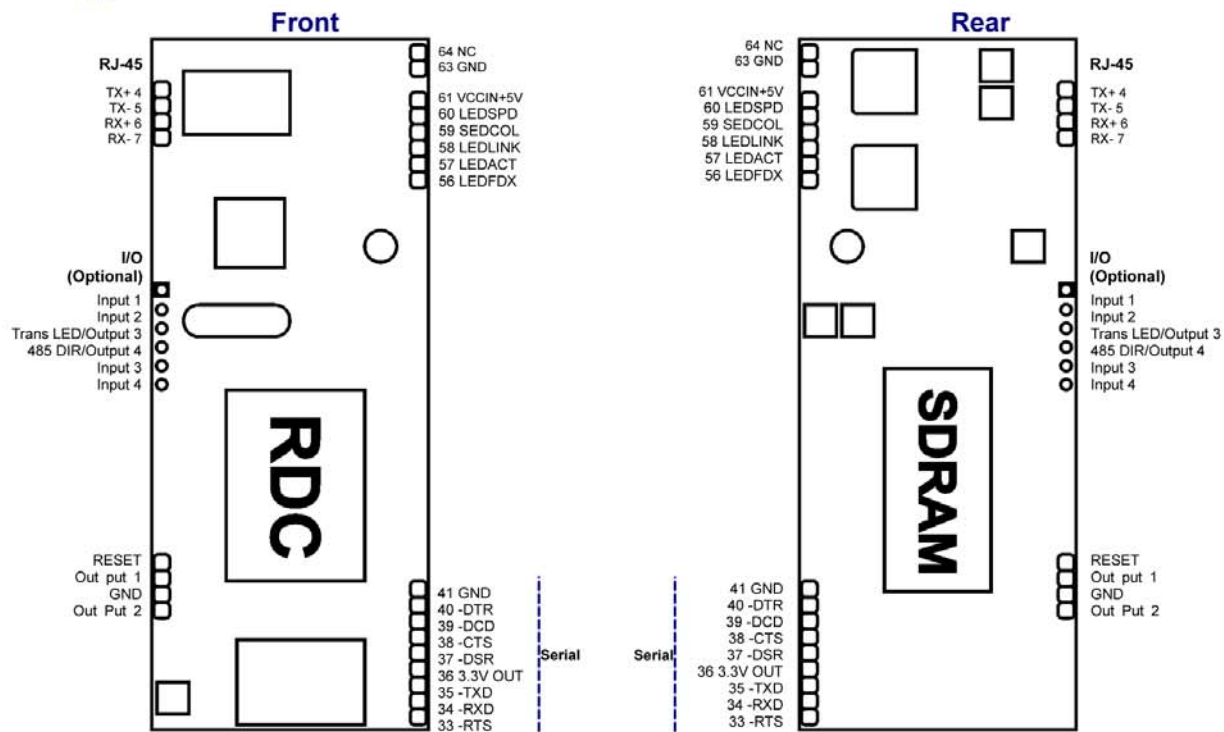 Front
RJ-45
TX+ 4
TX- 5
RX+ 6
RX- 7
I/O
(Optional)
Input 1
Input 2
Trans LED/Output 3
485 DIR/Output 4
Input 3
Input 4
RESET
Out put 1
GND
Out Put 2
RDC
64 NC
63 GND
61 VCCIN+5V
60 LEDSPD
59 SEDCOL
58 LEDLINK
57 LEDACT
56 LEDFDX
41 GND
40 -DTR
39 -DCD
38 -CTS
37 -DSR
36 3.3V OUT
35 -TXD
34 -RXD
33 -RTS
Serial
Rear
64 NC
63 GND
61 VCCIN+5V
60 LEDSPD
59 SEDCOL
58 LEDLINK
57 LEDACT
56 LEDFDX
Serial
41 GND
40 -DTR
39 -DCD
38 -CTS
37 -DSR
36 3.3V OUT
35 -TXD
34 -RXD
33 -RTS
SDRAM
RJ-45
TX+ 4
TX- 5
RX+ 6
RX- 7
I/O
(Optional)
Input 1
Input 2
Trans LED/Output 3
485 DIR/Output 4
Input 3
Input 4
RESET
Out put 1
GND
Out Put 2